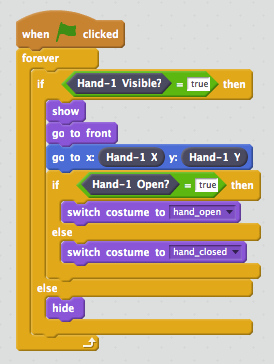 when clicked
forever
if Hand-1 Visible? = true then
show
go to front
go to x: Hand-1 X y: Hand-1 Y
if Hand-1 Open? = true then
switch costume to hand_open
else
switch costume to hand_closed
else
hide